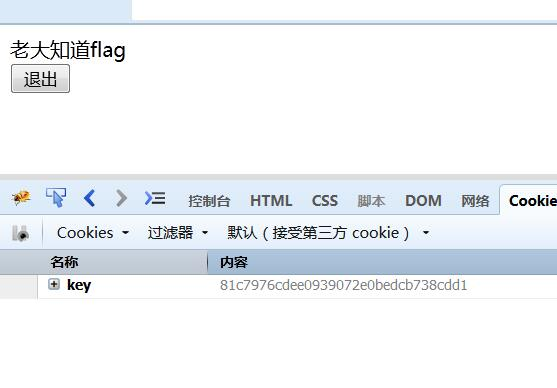 老大知道flag
退出
控制台 HTML CSS 脚本 DOM 网络 Cookie
Cookies 过滤器 默认（接受第三方 cookie）
名称 内容
key 81c7976cdee0939072e0bedcb738cdd1